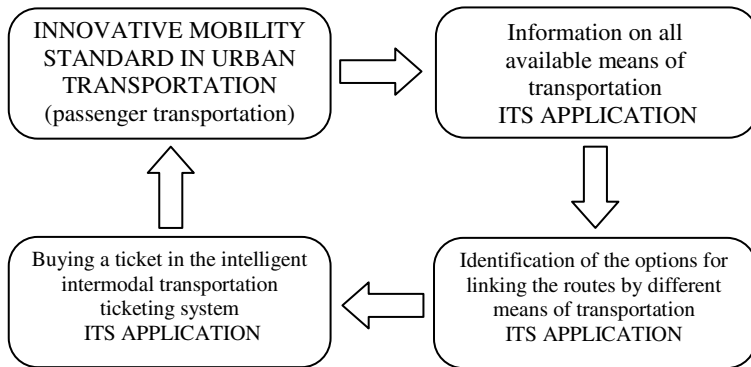 INNOVATIVE MOBILITY
STANDARD IN URBAN
TRANSPORTATION
(passenger transportation)
Information on all
available means of
transportation
ITS APPLICATION
Buying a ticket in the intelligent
intermodal transportation
ticketing system
ITS APPLICATION
Identification of the options for
linking the routes by different
means of transportation
ITS APPLICATION